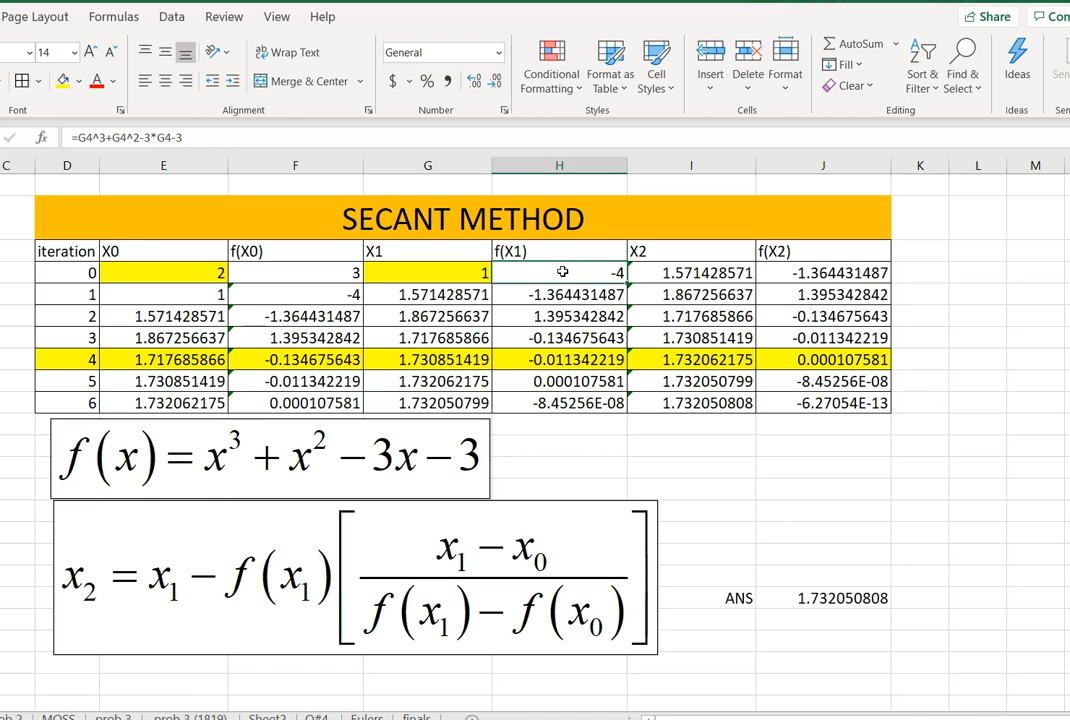 Page Layout Formulas Data Review View Help Share
14 A^ A˅ ab Wrap Text General AutoSum
A Merge & Center $ % , Conditional Formatting Format as Table Cell Styles Insert Delete Format Fill Clear Sort & Filter Find & Select Ideas
Font Alignment Number Styles Cells Editing Ideas
fx =G4^3+G4^2-3*G4-3
C D E F G H I J K L M
SECANT METHOD
iteration X0 f(X0) X1 f(X1) X2 f(X2)
0 2 3 1 -4 1.571428571 -1.364431487
1 1 -4 1.571428571 -1.364431487 1.867256637 1.395342842
2 1.571428571 -1.364431487 1.867256637 1.395342842 1.717685866 -0.134675643
3 1.867256637 1.395342842 1.717685866 -0.134675643 1.730851419 -0.011342219
4 1.717685866 -0.134675643 1.730851419 -0.011342219 1.732062175 0.000107581
5 1.730851419 -0.011342219 1.732062175 0.000107581 1.732050799 -8.45256E-08
6 1.732062175 0.000107581 1.732050799 -8.45256E-08 1.732050808 -6.27054E-13
f(x) = x³ + x² − 3x − 3
x₂ = x₁ − f(x₁) [ (x₁ − x₀) / (f(x₁) − f(x₀)) ]
ANS 1.732050808
MOSS prob 3 prob 3 (1819) Sheet2 Q#4 Eulers finals